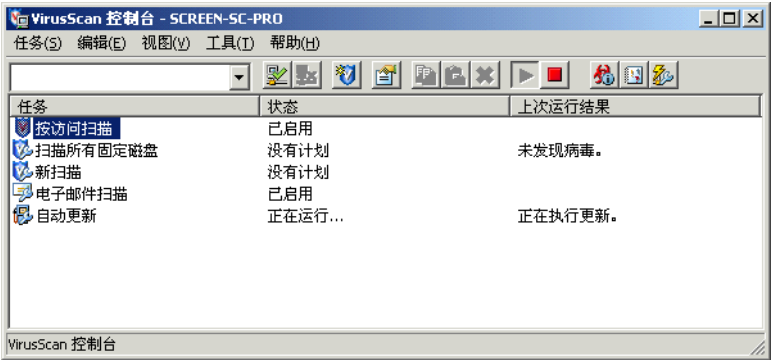 VirusScan 控制台 - SCREEN-SC-PRO
任务(S) 编辑(E) 视图(V) 工具(T) 帮助(H)
任务 状态 上次运行结果
按访问扫描 已启用
扫描所有固定磁盘 没有计划 未发现病毒。
新扫描 没有计划
电子邮件扫描 已启用
自动更新 正在运行... 正在执行更新。
VirusScan 控制台